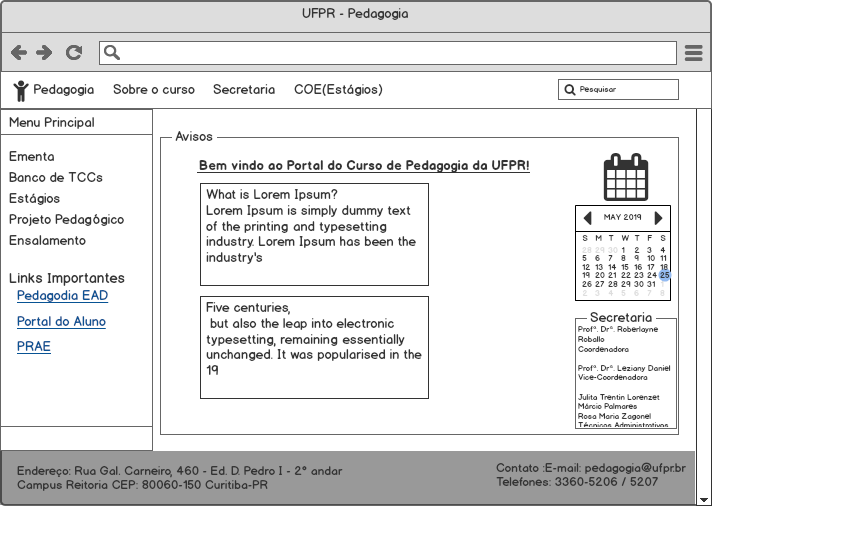 UFPR - Pedagogia
Pedagogia Sobre o curso Secretaria COE(Estágios) Pesquisar
Menu Principal
Ementa
Banco de TCCs
Estágios
Projeto Pedagógico
Ensalamento
Links Importantes
Pedagodia EAD
Portal do Aluno
PRAE
Avisos
Bem vindo ao Portal do Curso de Pedagogia da UFPR!
What is Lorem Ipsum?
Lorem Ipsum is simply dummy text
of the printing and typesetting
industry. Lorem Ipsum has been the
industry's
Five centuries,
but also the leap into electronic
typesetting, remaining essentially
unchanged. It was popularised in the
19
MAY 2019
S M T W T F S
28 29 30 1 2 3 4
5 6 7 8 9 10 11
12 13 14 15 16 17 18
19 20 21 22 23 24 25
26 27 28 29 30 31 1
2 3 4 5 6 7 8
Secretaria
Profª. Drª. Roberlayne
Roballo
Coordenadora
Profª. Drª. Leziany Daniel
Vice-Coordenadora
Julita Trentin Lorenzet
Márcio Palmares
Rosa Maria Zagonel
Técnicos Administrativos
Endereço: Rua Gal. Carneiro, 460 - Ed. D. Pedro I - 2° andar
Campus Reitoria CEP: 80060-150 Curitiba-PR
Contato :E-mail: pedagogia@ufpr.br
Telefones: 3360-5206 / 5207